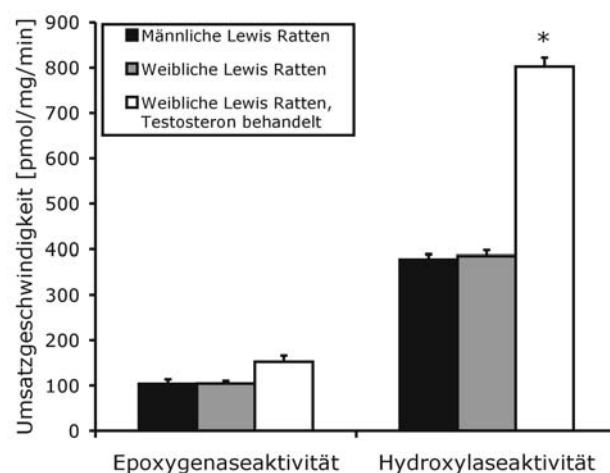 Umsatzgeschwindigkeit [pmol/mg/min]
900
800
700
600
500
400
300
200
100
0
Männliche Lewis Ratten
Weibliche Lewis Ratten
Weibliche Lewis Ratten,
Testosteron behandelt
*
Epoxygenaseaktivität
Hydroxylaseaktivität